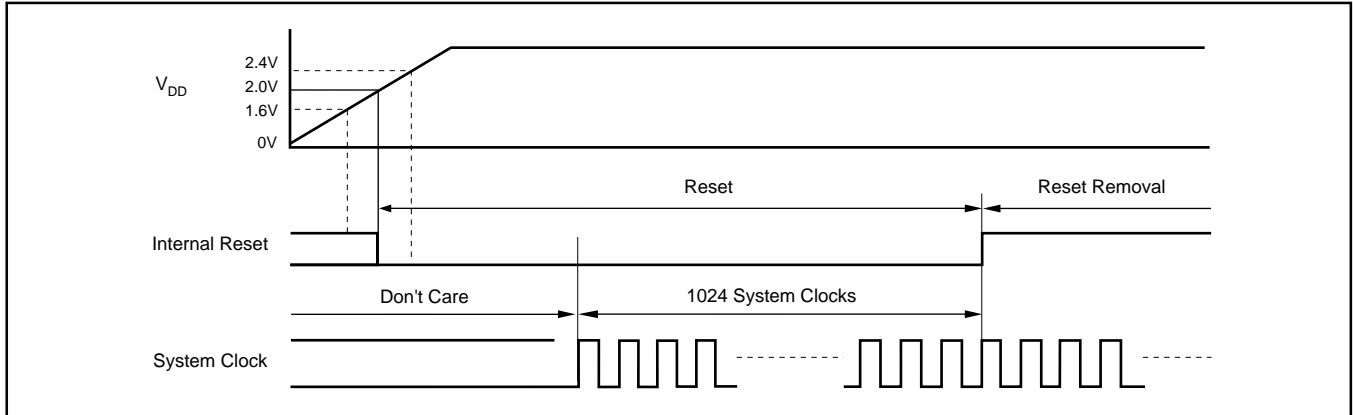 2.4V
V_DD
2.0V
1.6V
0V
Reset
Reset Removal
Internal Reset
Don't Care
1024 System Clocks
System Clock